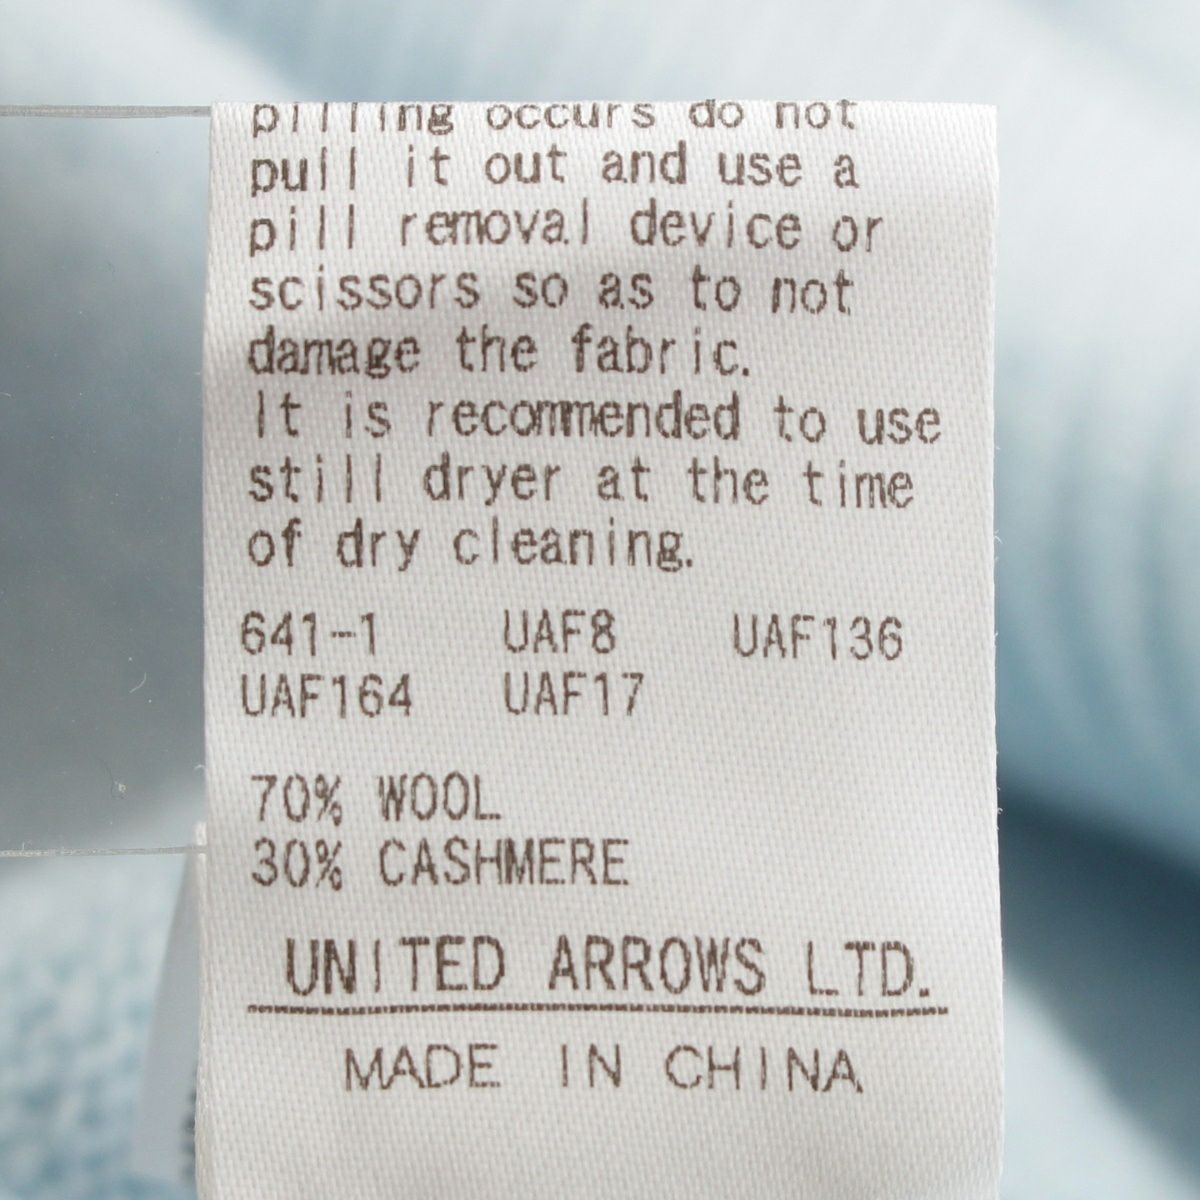 pilling occurs do not
pull it out and use a
pill removal device or
scissors so as to not
damage the fabric.
It is recommended to use
still dryer at the time
of dry cleaning.
641-1 UAF8 UAF136
UAF164 UAF17
70% WOOL
30% CASHMERE
UNITED ARROWS LTD.
MADE IN CHINA